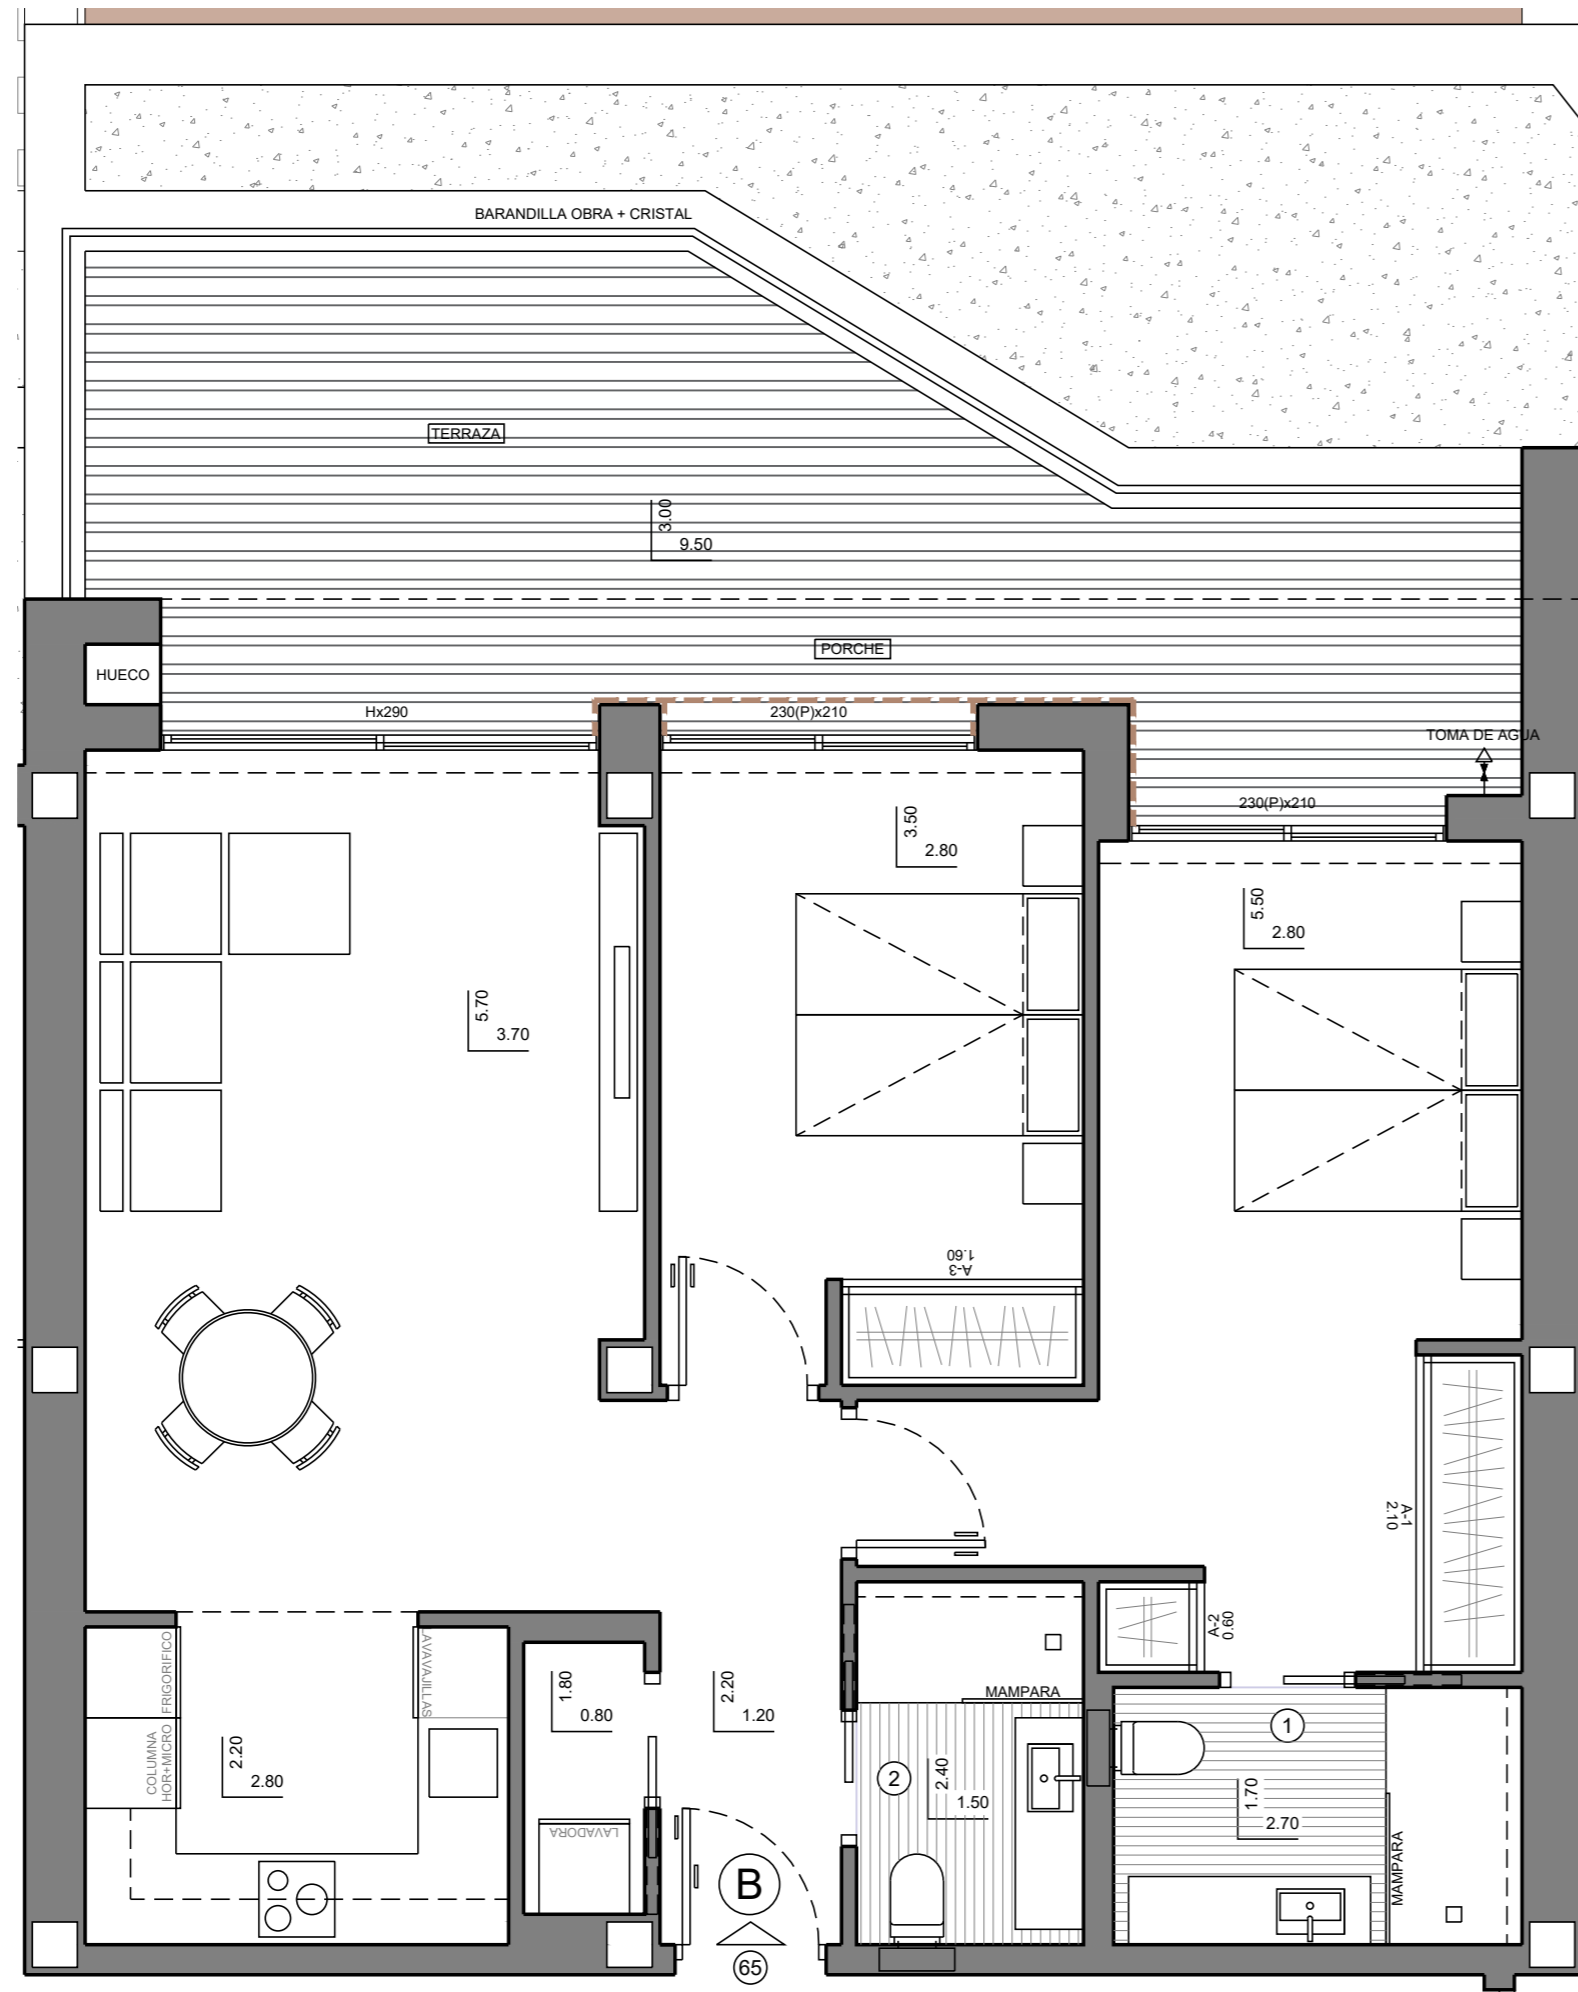 BARANDILLA OBRA + CRISTAL
TERRAZA
3.00
9.50
PORCHE
HUECO
Hx290
230(P)x210
TOMA DE AGUA
230(P)x210
3.50
2.80
5.50
2.80
5.70
3.70
A-3
1.60
A-1
2.10
A-2
0.60
FRIGORIFICO
LAVAVAJILLAS
COLUMNA
HOR+MICRO
2.20
2.80
1.80
0.80
2.20
1.20
MAMPARA
1
2
2.40
1.50
1.70
2.70
LAVADORA
MAMPARA
B
65